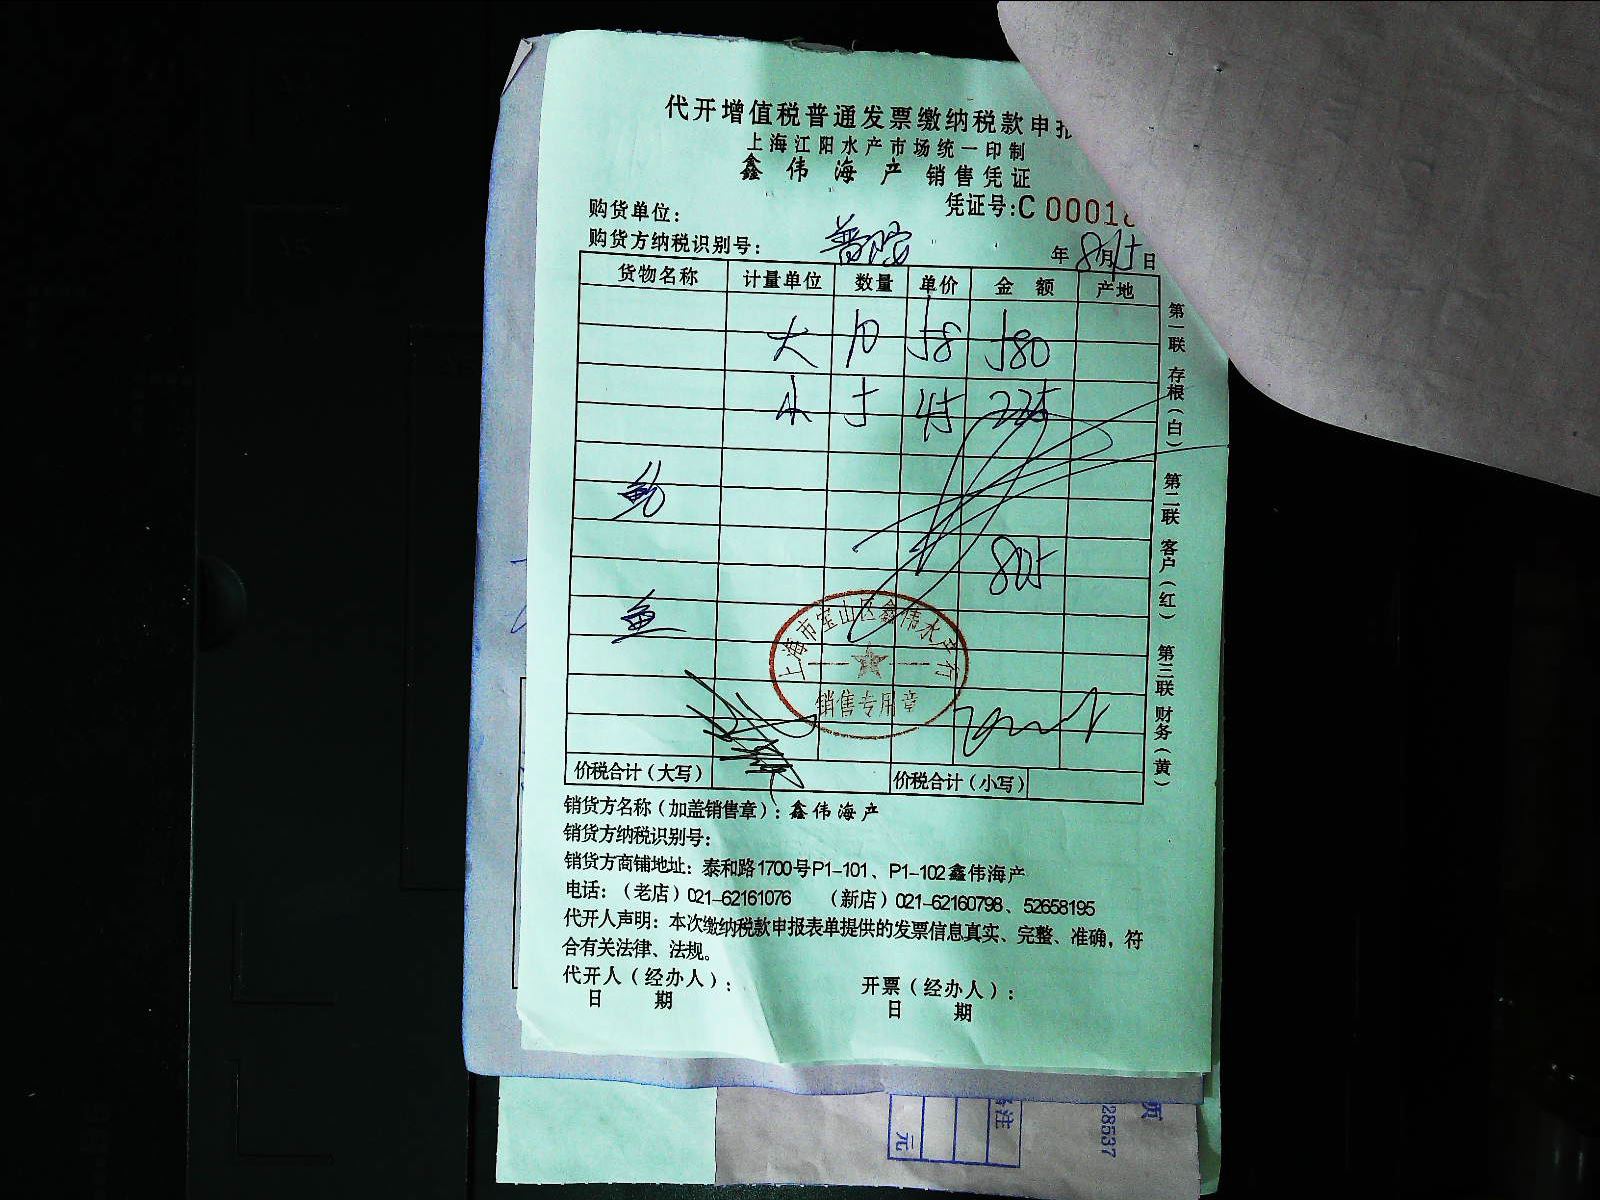 代开增值税普通发票缴纳税款申报
上海江阳水产市场统一印制
鑫伟海产 销售凭证
凭证号:C 00018
购货单位:
购货方纳税识别号: 年 8月15日
货物名称 计量单位 数量 单价 金额 产地
大 10 58 580
小 5 45 225
805
鱼
上海市宝山区鑫伟水产行
销售专用章
价税合计(大写) 价税合计(小写)
第一联 存根(白) 第二联 客户(红) 第三联 财务(黄)
销货方名称(加盖销售章): 鑫伟海产
销货方纳税识别号:
销货方商铺地址: 泰和路1700号P1-101、P1-102鑫伟海产
电话:(老店)021-62161076 (新店)021-62160798、52658195
代开人声明: 本次缴纳税款申报表单提供的发票信息真实、完整、准确, 符
合有关法律、法规。
代开人(经办人): 开票(经办人):
日 期 日 期
备注
元
页
28537